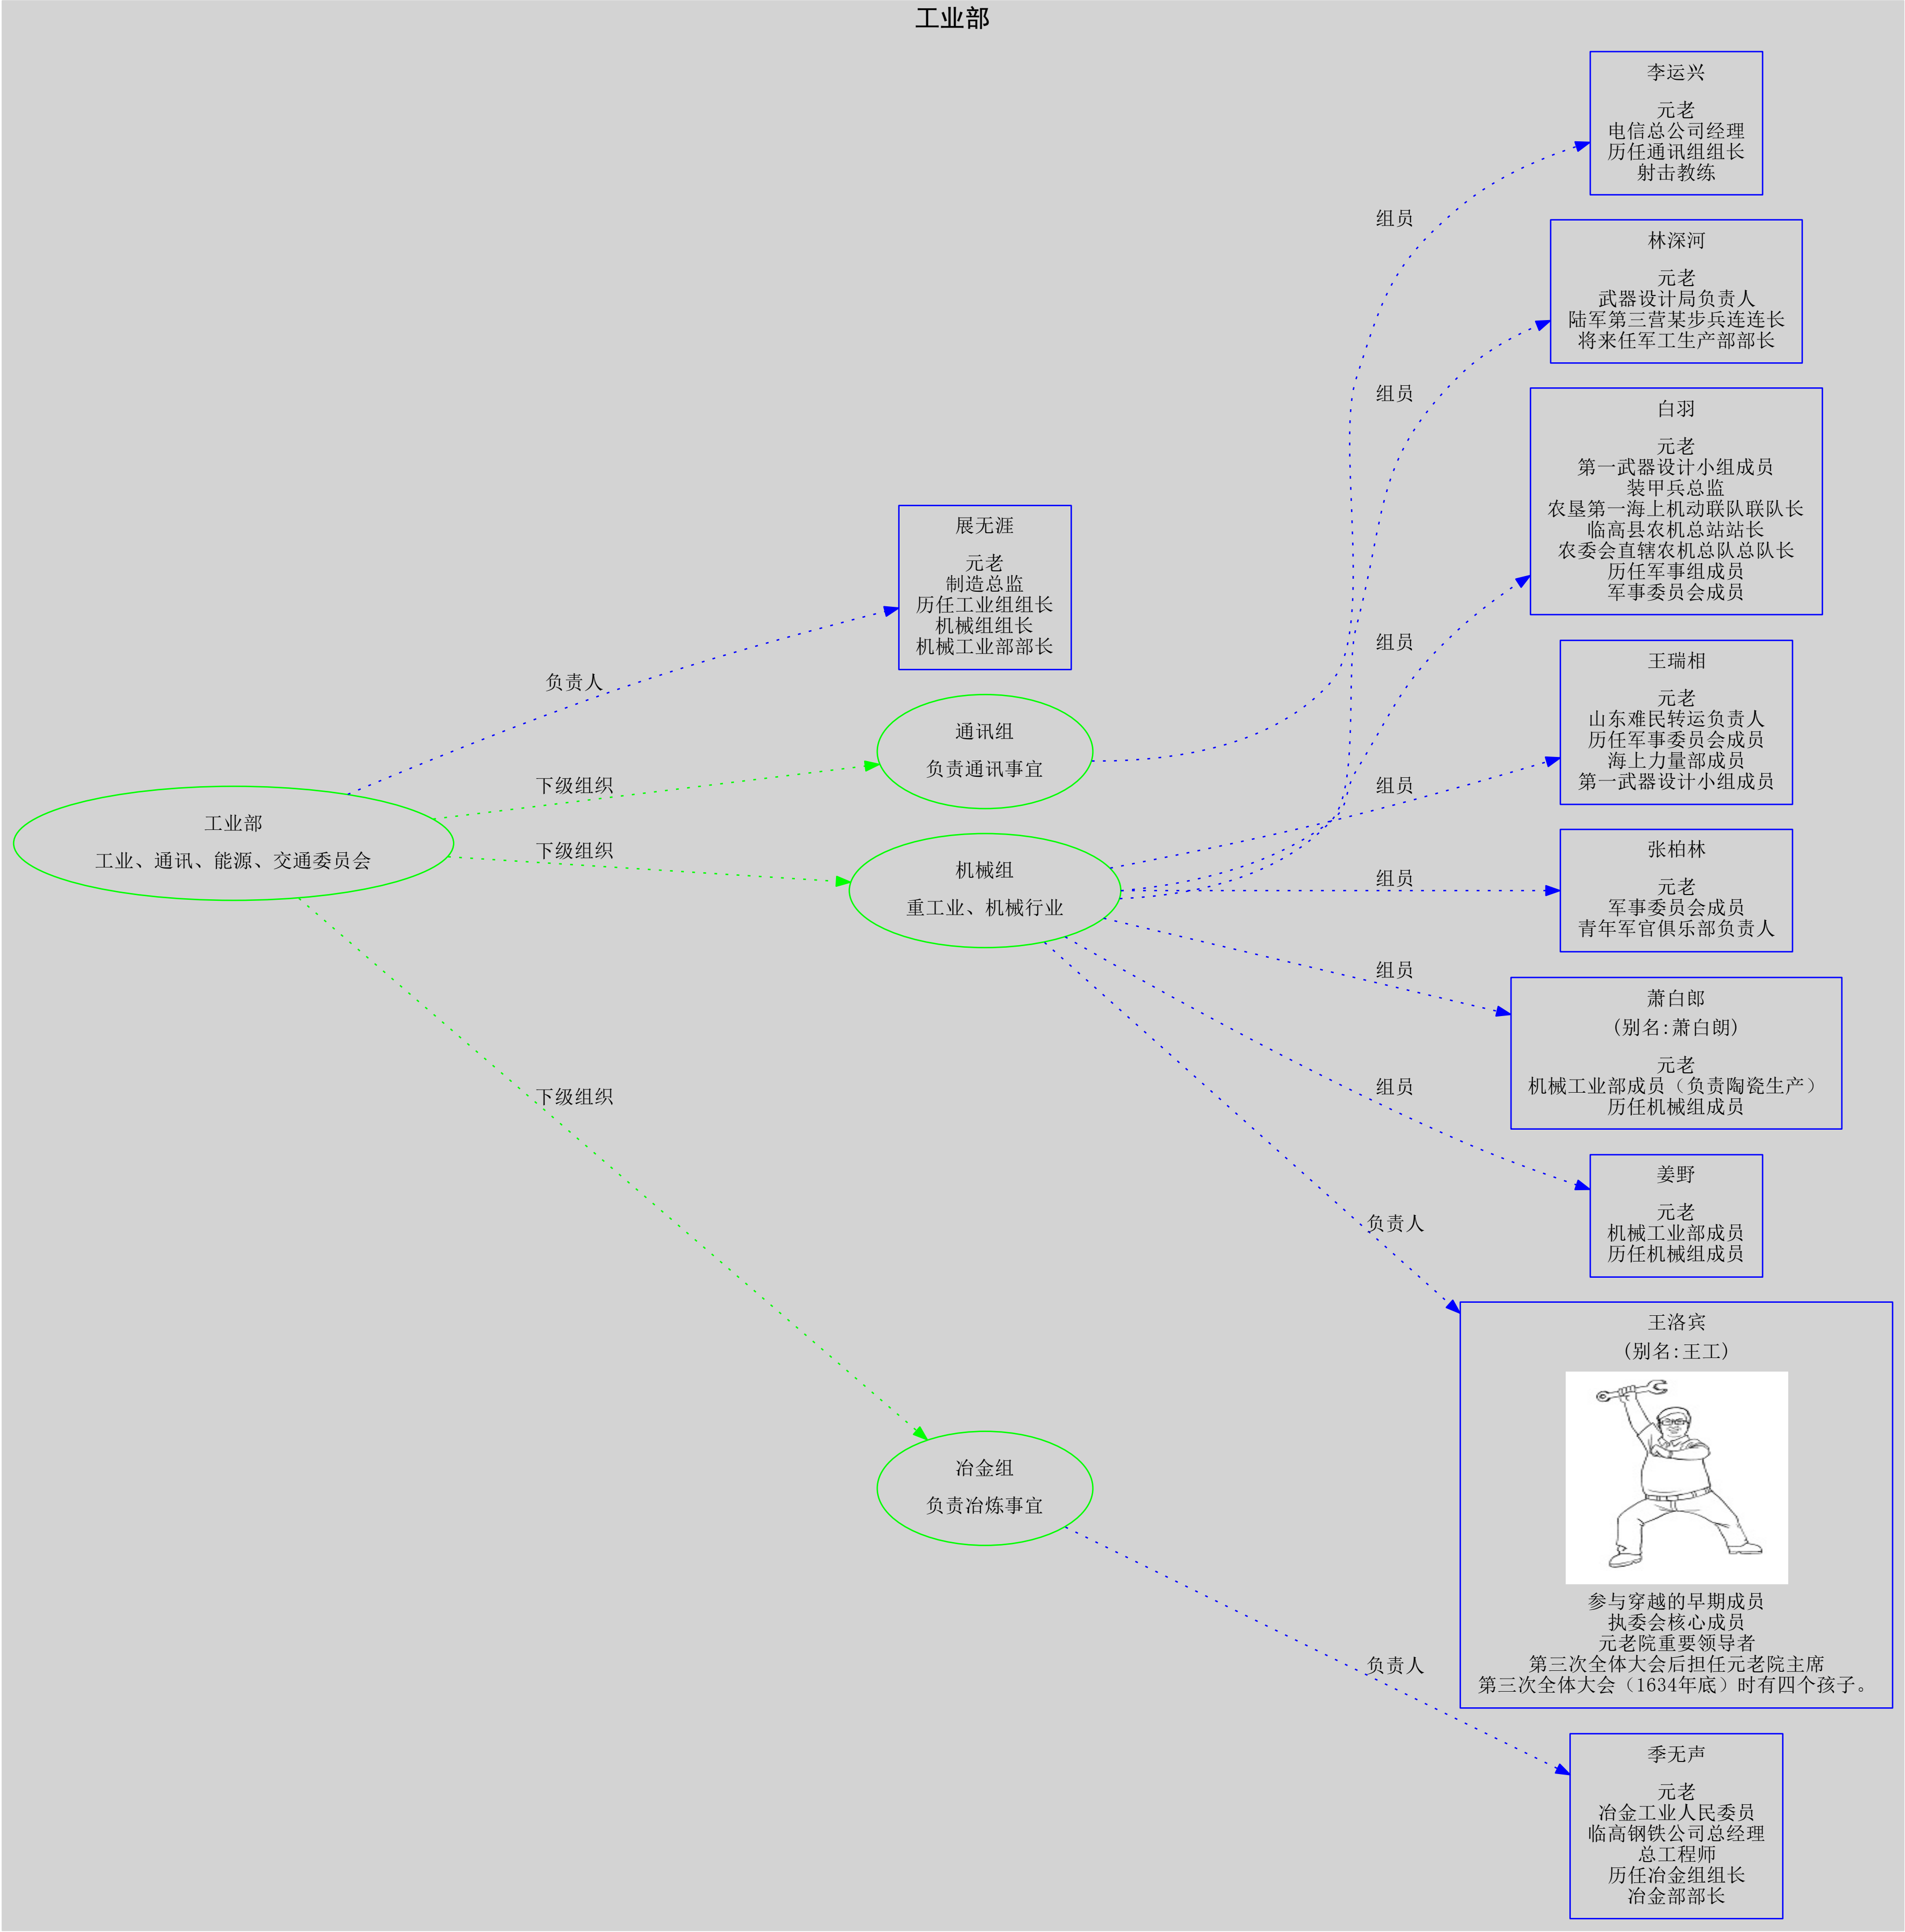 工业部
工业部
工业、通讯、能源、交通委员会
负责人
下级组织
下级组织
下级组织
展无涯
元老
制造总监
历任工业组组长
机械组组长
机械工业部部长
通讯组
负责通讯事宜
机械组
重工业、机械行业
冶金组
负责冶炼事宜
组员
组员
组员
组员
组员
组员
组员
负责人
负责人
李运兴
元老
电信总公司经理
历任通讯组组长
射击教练
林深河
元老
武器设计局负责人
陆军第三营某步兵连连长
将来任军工生产部部长
白羽
元老
第一武器设计小组成员
装甲兵总监
农垦第一海上机动联队联队长
临高县农机总站站长
农委会直辖农机总队总队长
历任军事组成员
军事委员会成员
王瑞相
元老
山东难民转运负责人
历任军事委员会成员
海上力量部成员
第一武器设计小组成员
张柏林
元老
军事委员会成员
青年军官俱乐部负责人
萧白郎
(别名:萧白朗)
元老
机械工业部成员（负责陶瓷生产）
历任机械组成员
姜野
元老
机械工业部成员
历任机械组成员
王洛宾
(别名:王工)
参与穿越的早期成员
执委会核心成员
元老院重要领导者
第三次全体大会后担任元老院主席
第三次全体大会（1634年底）时有四个孩子。
季无声
元老
冶金工业人民委员
临高钢铁公司总经理
总工程师
历任冶金组组长
冶金部部长